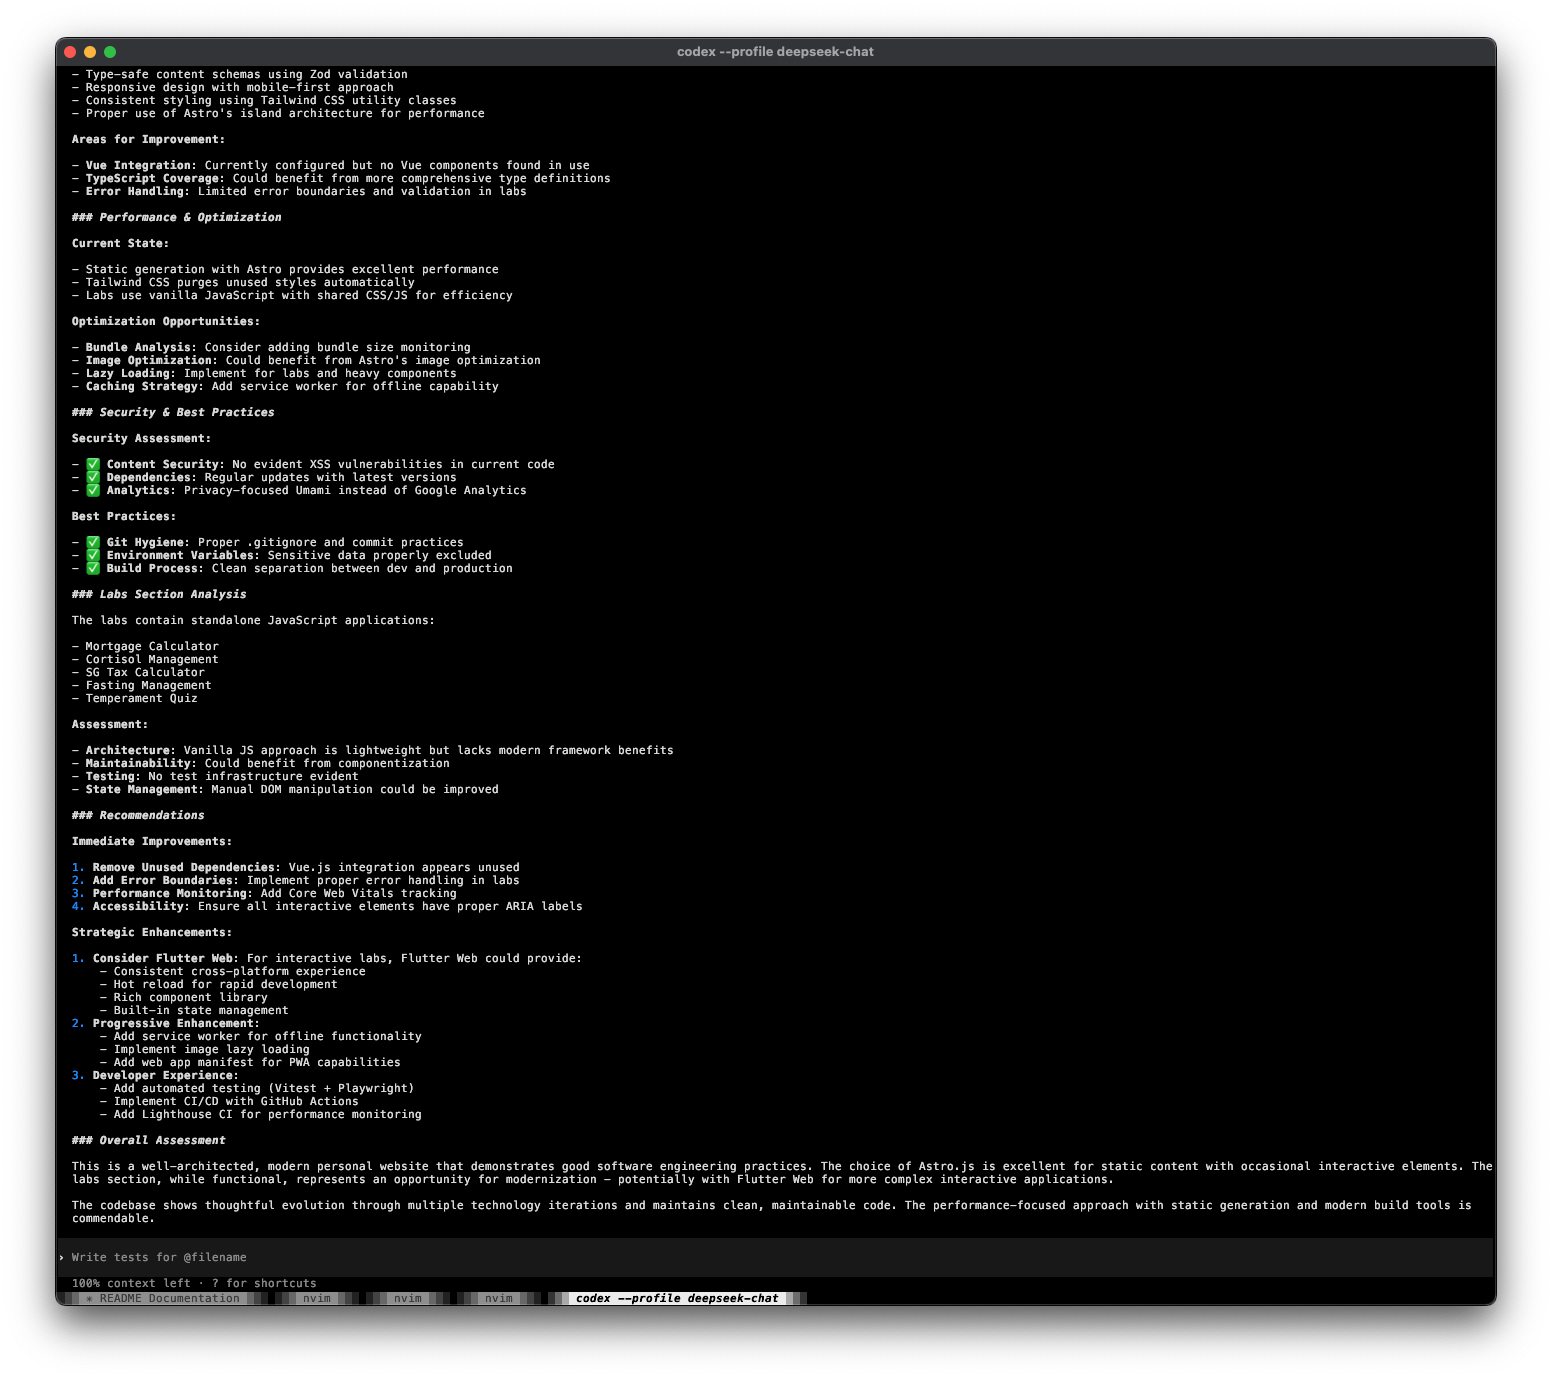 codex --profile deepseek-chat
- Type-safe content schemas using Zod validation
- Responsive design with mobile-first approach
- Consistent styling using Tailwind CSS utility classes
- Proper use of Astro's island architecture for performance
Areas for Improvement:
- Vue Integration: Currently configured but no Vue components found in use
- TypeScript Coverage: Could benefit from more comprehensive type definitions
- Error Handling: Limited error boundaries and validation in labs
### Performance & Optimization
Current State:
- Static generation with Astro provides excellent performance
- Tailwind CSS purges unused styles automatically
- Labs use vanilla JavaScript with shared CSS/JS for efficiency
Optimization Opportunities:
- Bundle Analysis: Consider adding bundle size monitoring
- Image Optimization: Could benefit from Astro's image optimization
- Lazy Loading: Implement for labs and heavy components
- Caching Strategy: Add service worker for offline capability
### Security & Best Practices
Security Assessment:
- ✅ Content Security: No evident XSS vulnerabilities in current code
- ✅ Dependencies: Regular updates with latest versions
- ✅ Analytics: Privacy-focused Umami instead of Google Analytics
Best Practices:
- ✅ Git Hygiene: Proper .gitignore and commit practices
- ✅ Environment Variables: Sensitive data properly excluded
- ✅ Build Process: Clean separation between dev and production
### Labs Section Analysis
The labs contain standalone JavaScript applications:
- Mortgage Calculator
- Cortisol Management
- SG Tax Calculator
- Fasting Management
- Temperament Quiz
Assessment:
- Architecture: Vanilla JS approach is lightweight but lacks modern framework benefits
- Maintainability: Could benefit from componentization
- Testing: No test infrastructure evident
- State Management: Manual DOM manipulation could be improved
### Recommendations
Immediate Improvements:
1. Remove Unused Dependencies: Vue.js integration appears unused
2. Add Error Boundaries: Implement proper error handling in labs
3. Performance Monitoring: Add Core Web Vitals tracking
4. Accessibility: Ensure all interactive elements have proper ARIA labels
Strategic Enhancements:
1. Consider Flutter Web: For interactive labs, Flutter Web could provide:
- Consistent cross-platform experience
- Hot reload for rapid development
- Rich component library
- Built-in state management
2. Progressive Enhancement:
- Add service worker for offline functionality
- Implement image lazy loading
- Add web app manifest for PWA capabilities
3. Developer Experience:
- Add automated testing (Vitest + Playwright)
- Implement CI/CD with GitHub Actions
- Add Lighthouse CI for performance monitoring
### Overall Assessment
This is a well-architected, modern personal website that demonstrates good software engineering practices. The choice of Astro.js is excellent for static content with occasional interactive elements. The
labs section, while functional, represents an opportunity for modernization - potentially with Flutter Web for more complex interactive applications.
The codebase shows thoughtful evolution through multiple technology iterations and maintains clean, maintainable code. The performance-focused approach with static generation and modern build tools is
commendable.
› Write tests for @filename
100% context left · ? for shortcuts
✳ README Documentation nvim nvim nvim codex --profile deepseek-chat